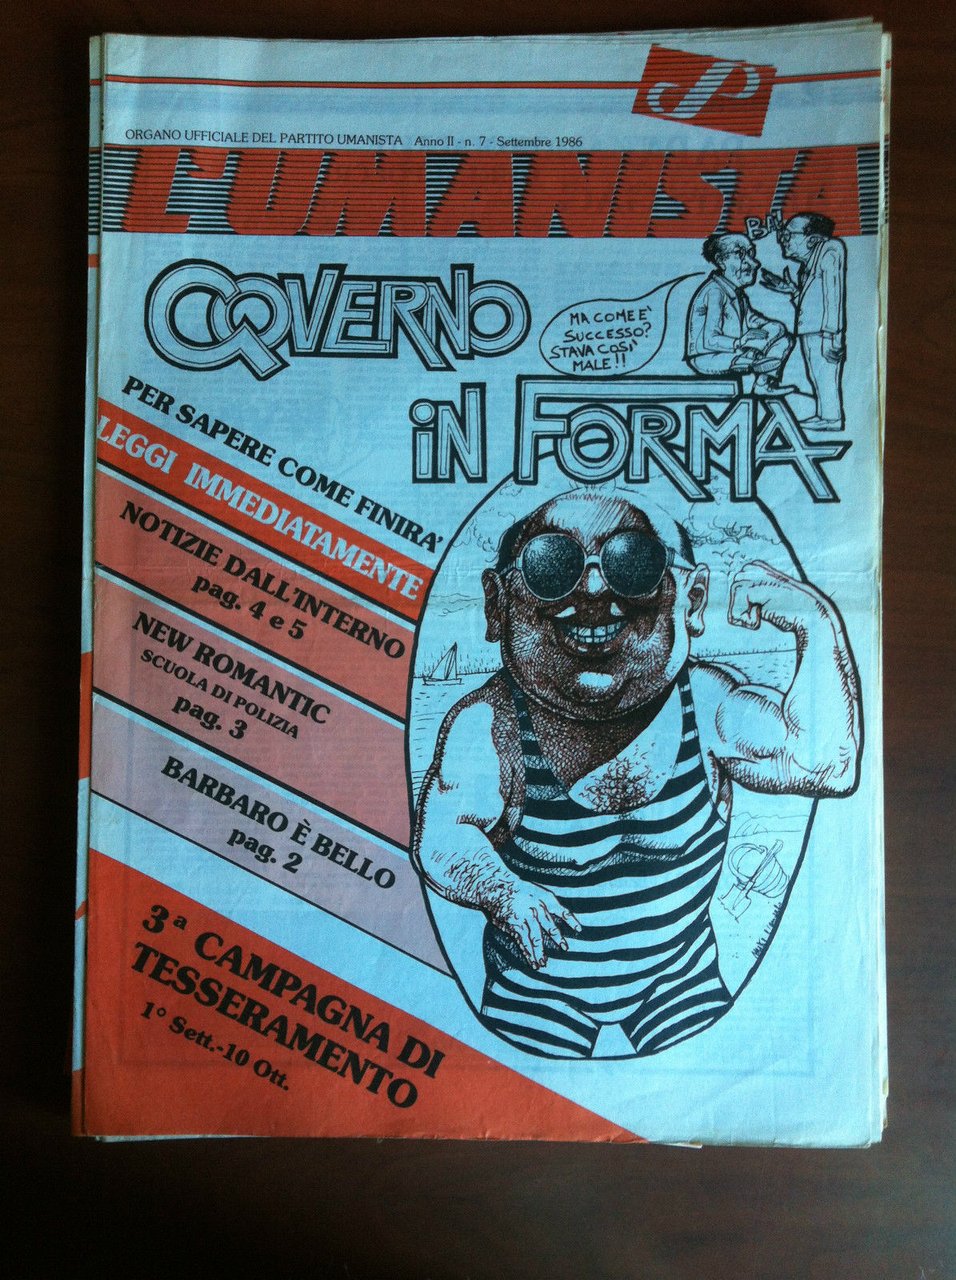 ORGANO UFFICIALE DEL PARTITO UMANISTA Anno II - n. 7 - Settembre 1986
L'UMANISTA
BAH
MA COME E'
SUCCESSO?
STAVA COSI'
MALE!!
GOVERNO
IN FORMA
PER SAPERE COME FINIRA'
LEGGI IMMEDIATAMENTE
NOTIZIE DALL'INTERNO
pag. 4 e 5
NEW ROMANTIC
SCUOLA DI POLIZIA
pag. 3
BARBARO È BELLO
pag. 2
3ª CAMPAGNA DI
TESSERAMENTO
1° Sett.-10 Ott.